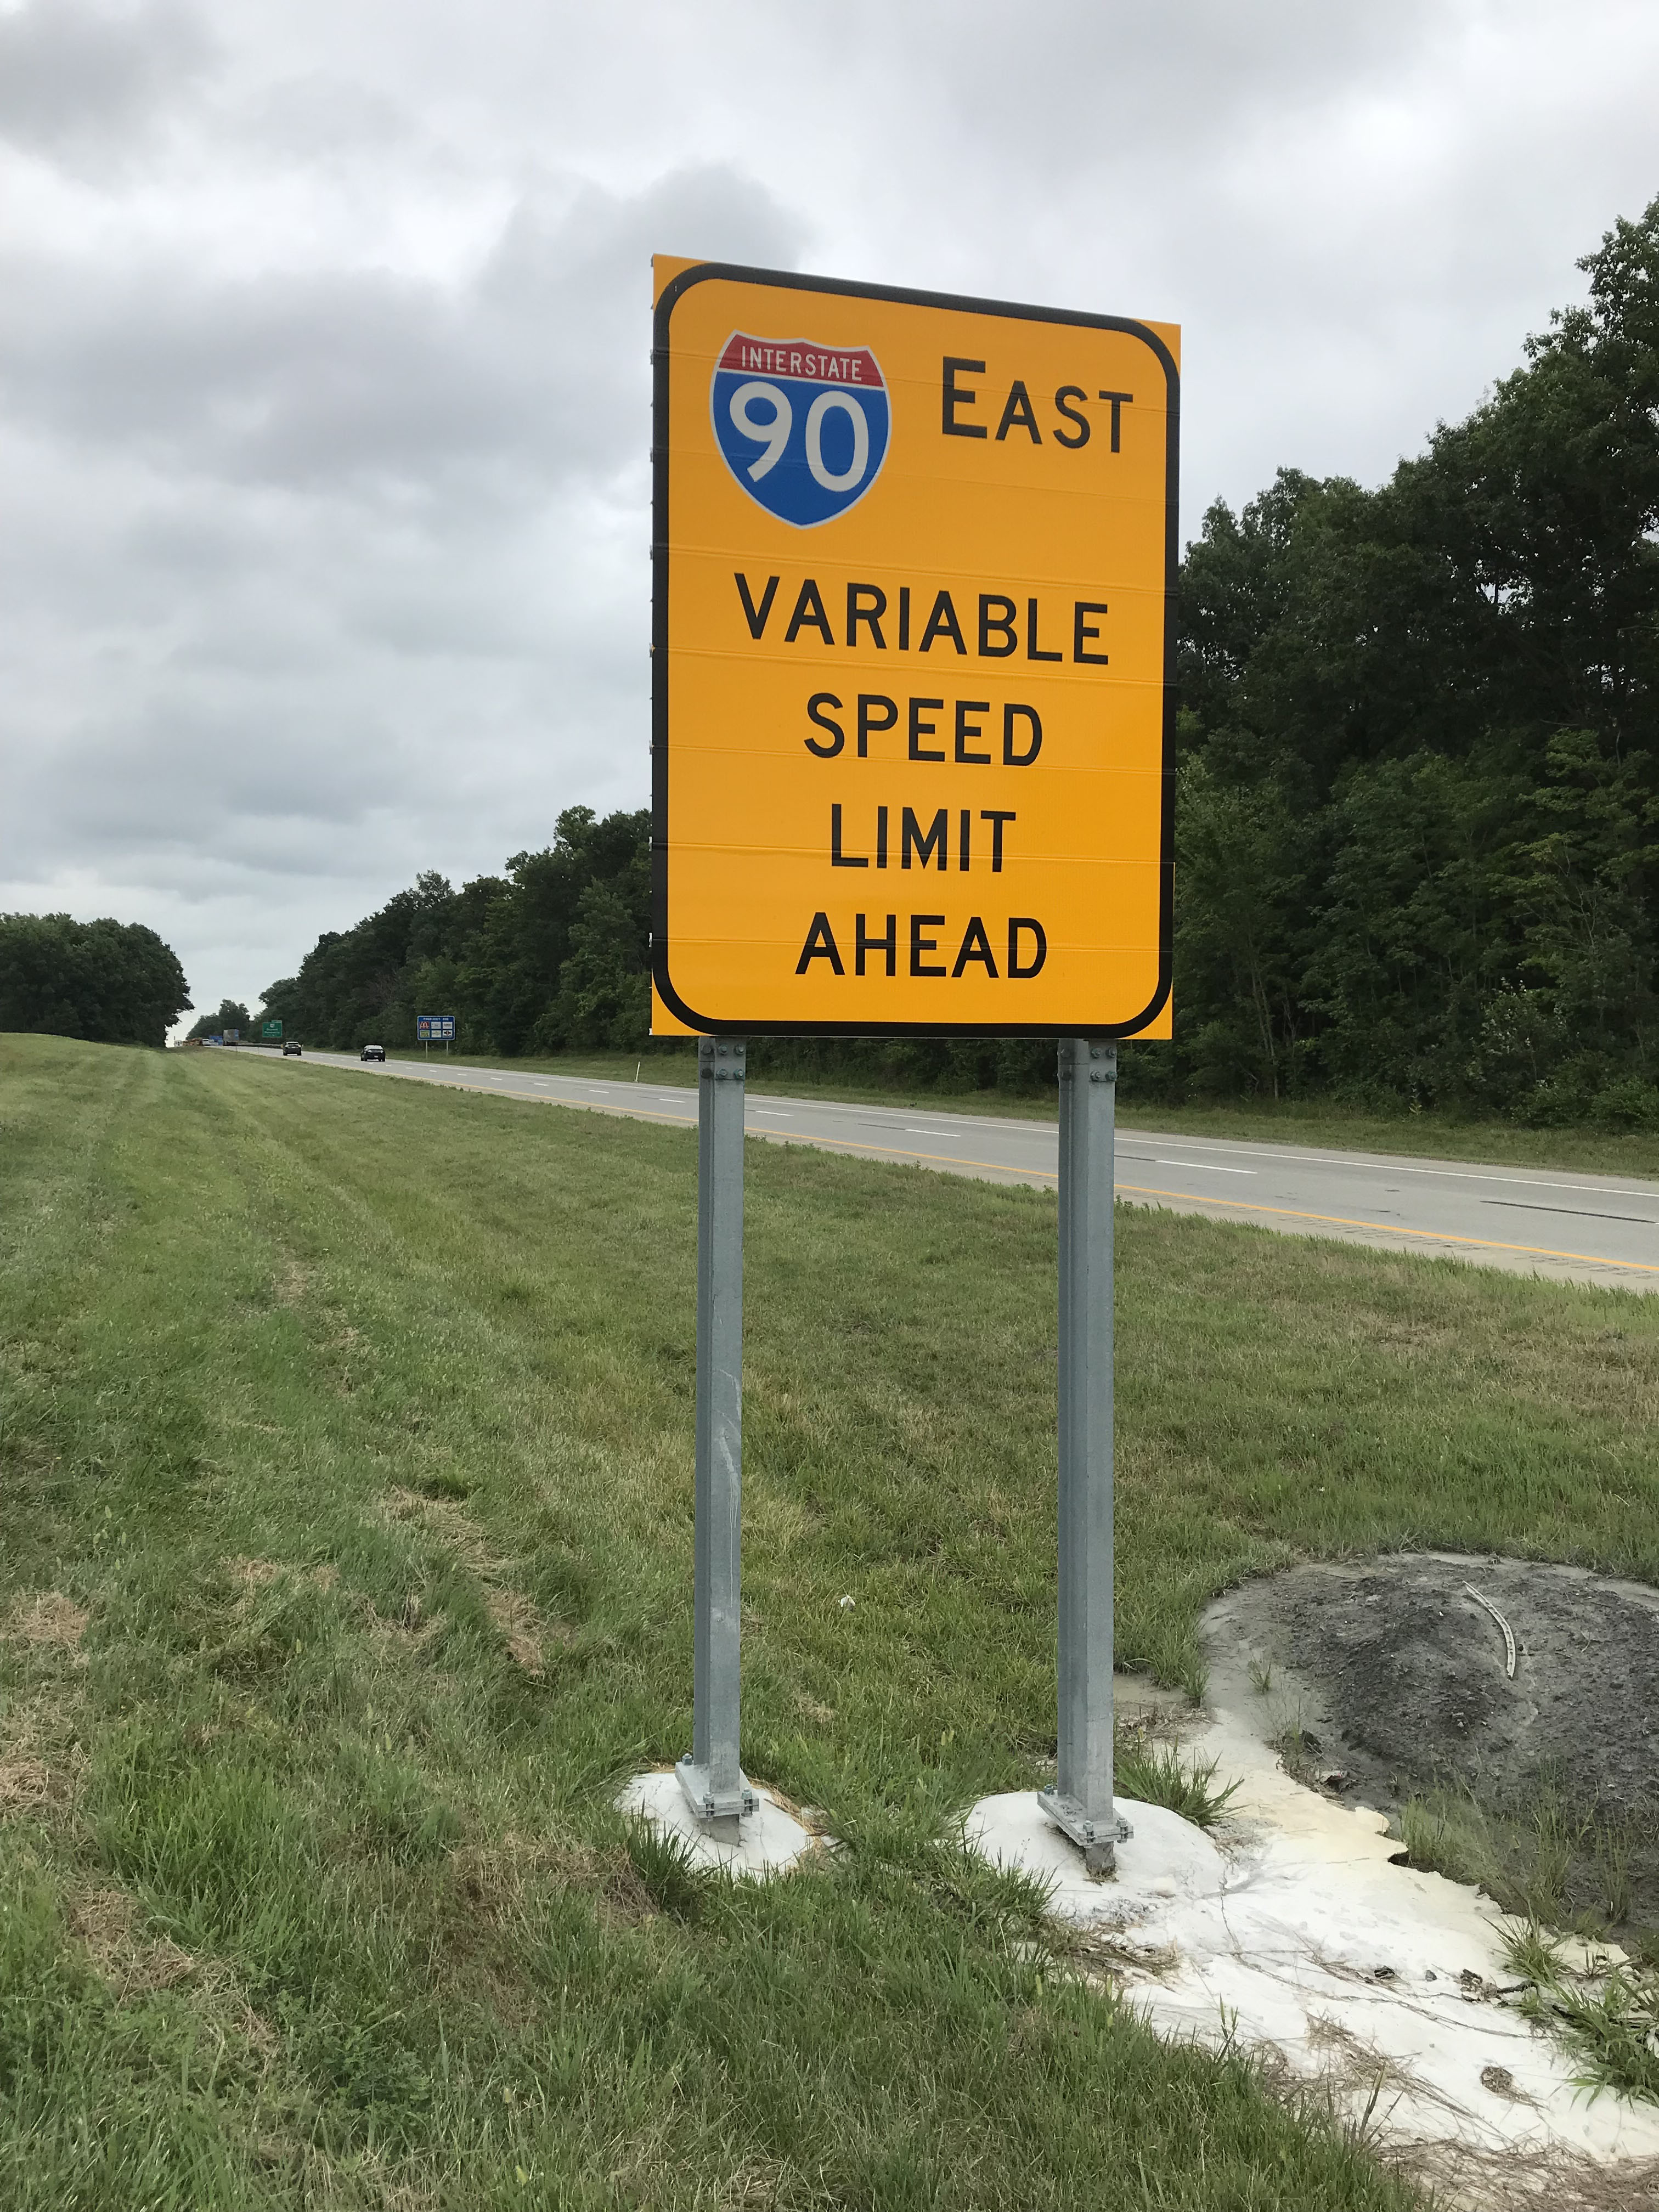 INTERSTATE
90 EAST
VARIABLE
SPEED
LIMIT
AHEAD